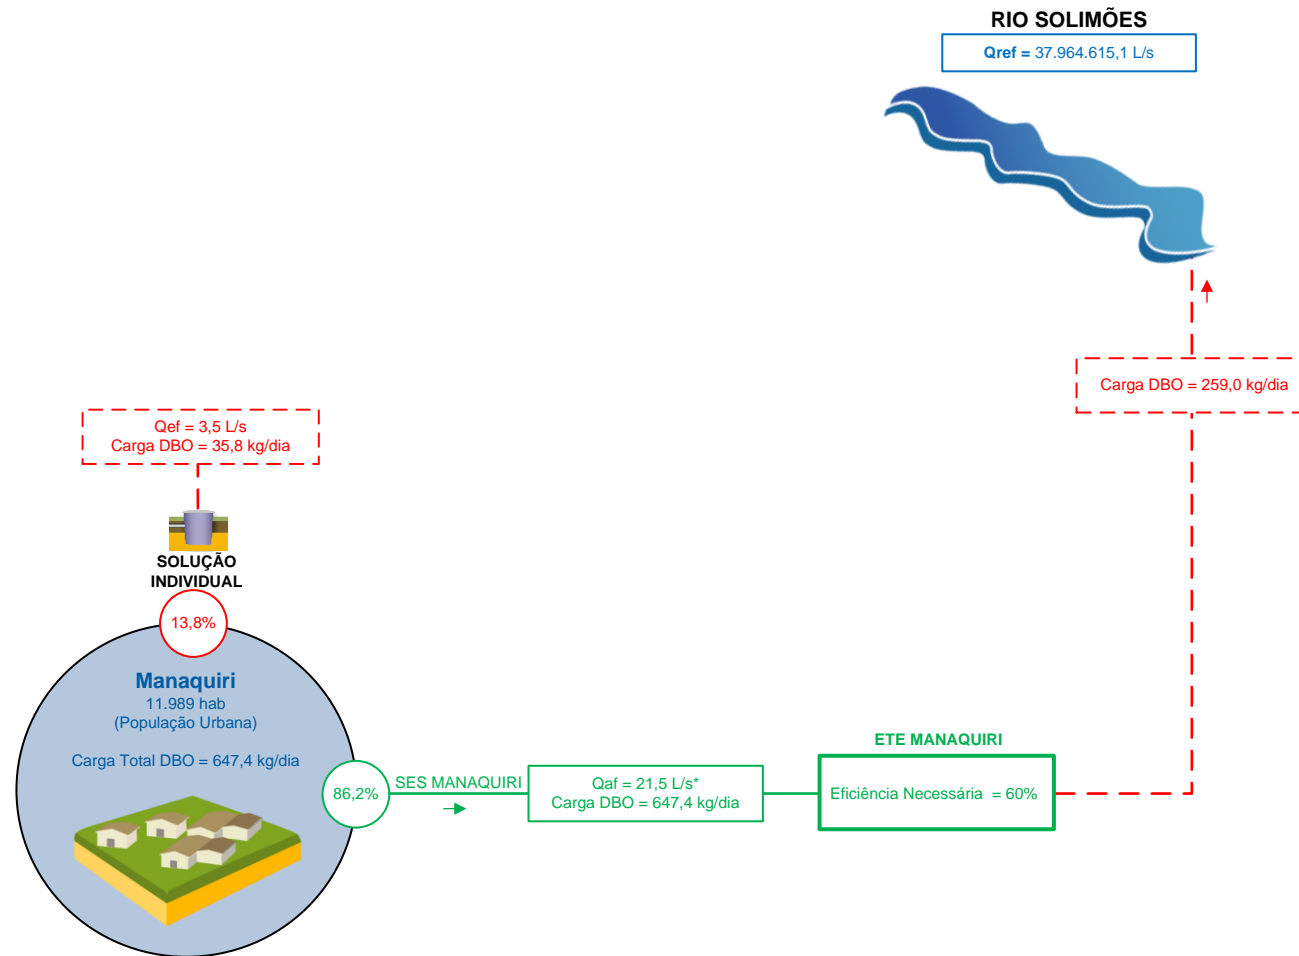 RIO SOLIMÕES
Qref = 37.964.615,1 L/s
Carga DBO = 259,0 kg/dia
Qef = 3,5 L/s
Carga DBO = 35,8 kg/dia
SOLUÇÃO
INDIVIDUAL
13,8%
Manaquiri
11.989 hab
(População Urbana)
Carga Total DBO = 647,4 kg/dia
86,2%
SES MANAQUIRI
Qaf = 21,5 L/s*
Carga DBO = 647,4 kg/dia
ETE MANAQUIRI
Eficiência Necessária = 60%